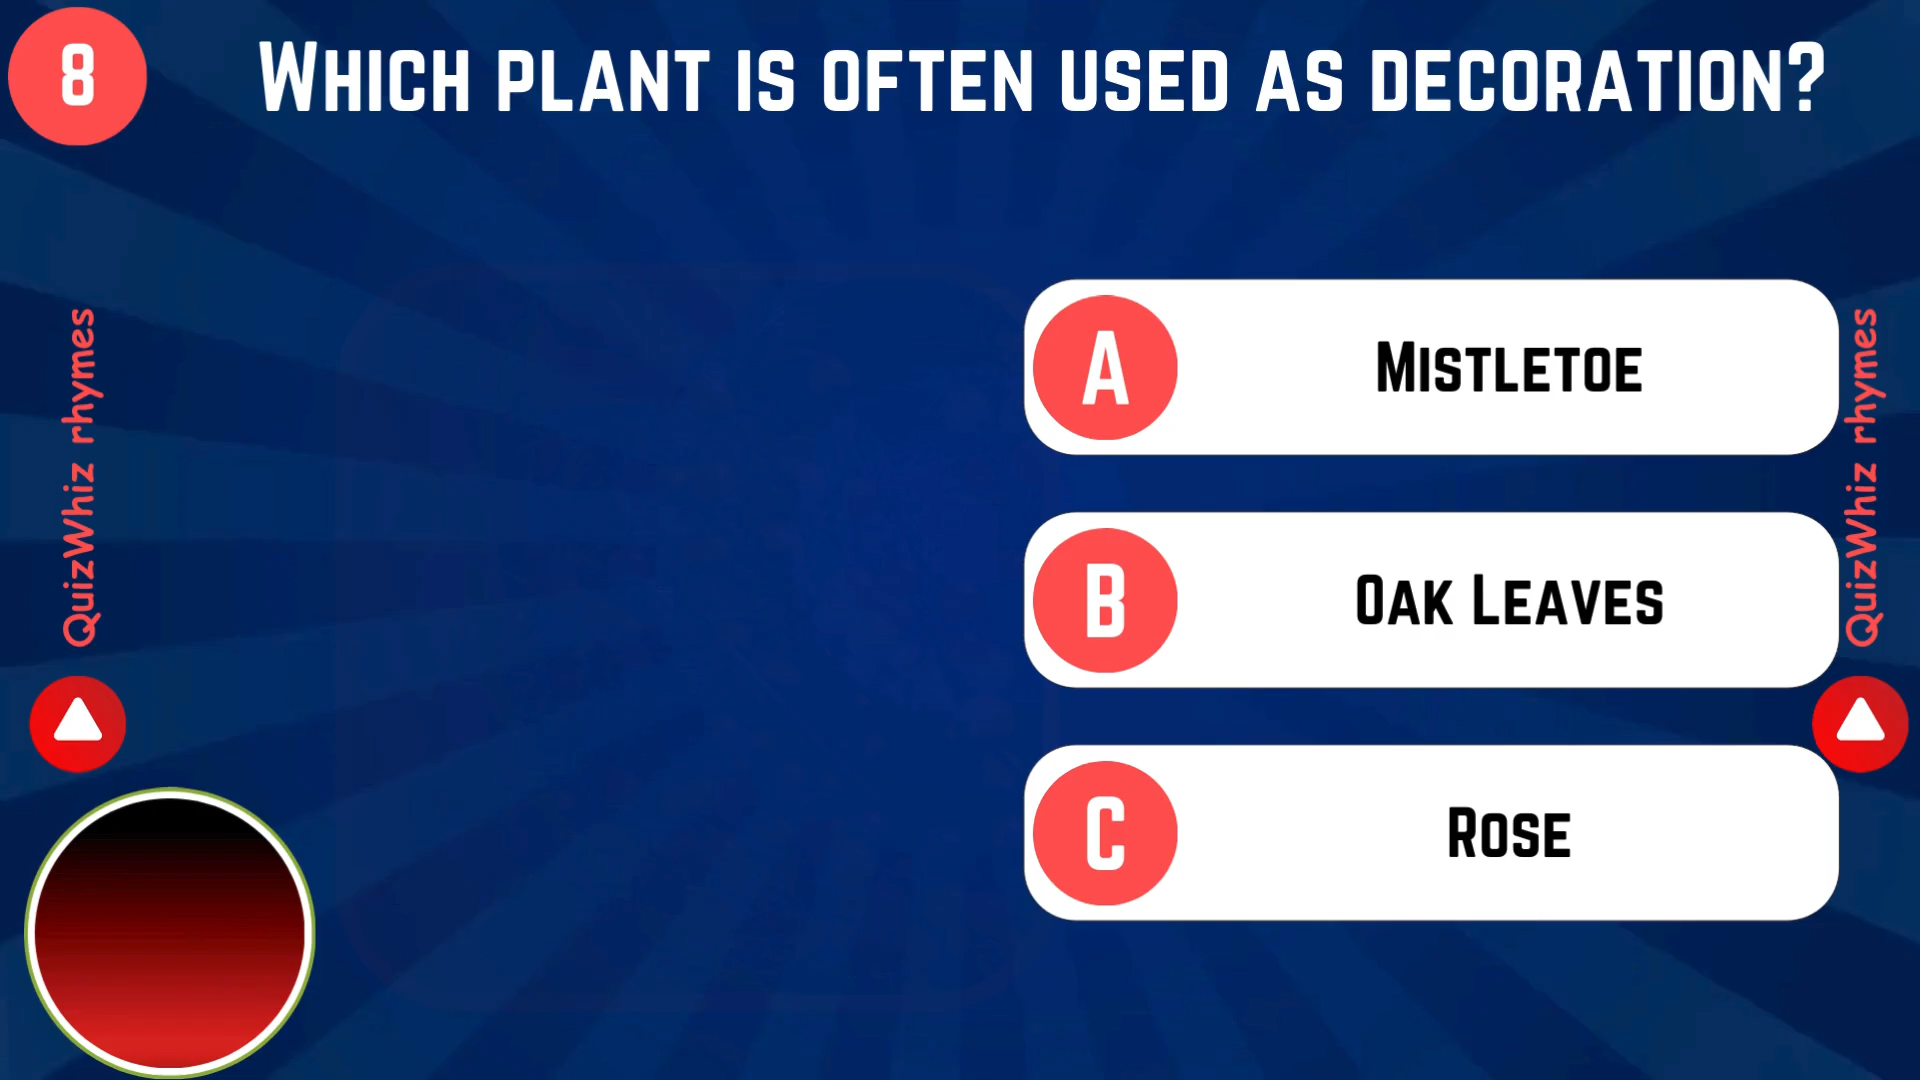 8
Which plant is often used as decoration?
A
Mistletoe
B
Oak Leaves
C
Rose
QuizWhiz rhymes
QuizWhiz rhymes